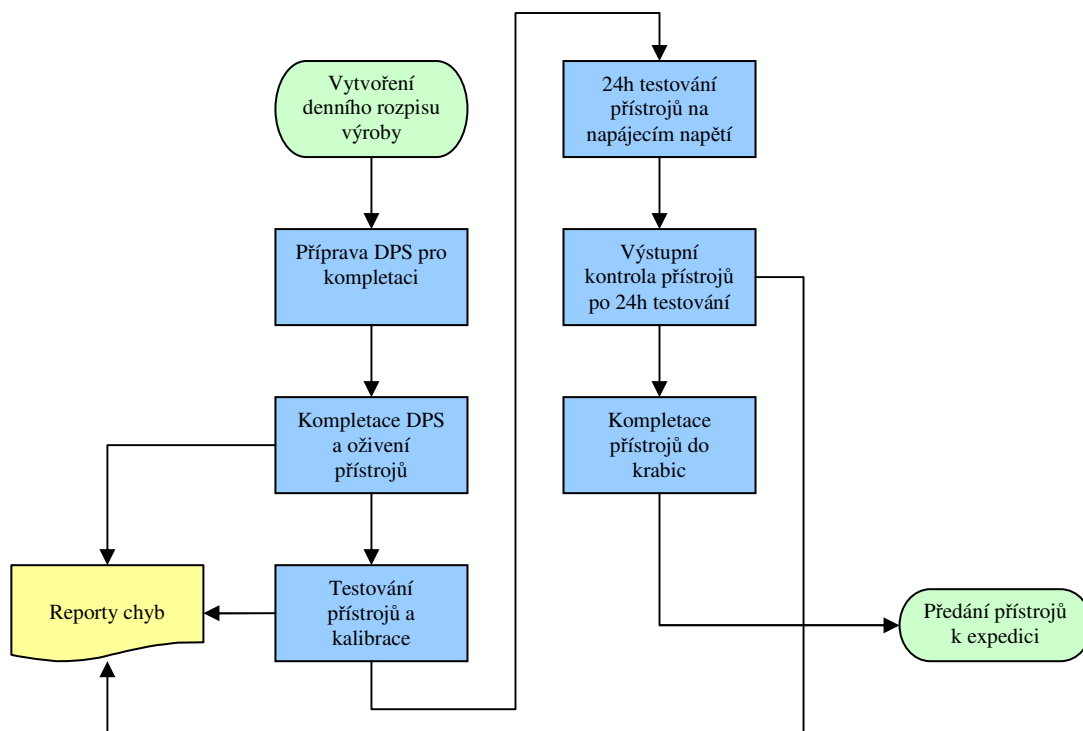 Vytvoření
denního rozpisu
výroby
Příprava DPS pro
kompletaci
Kompletace DPS
a oživení
přístrojů
Testování
přístrojů a
kalibrace
Reporty chyb
24h testování
přístrojů na
napájecím napětí
Výstupní
kontrola přístrojů
po 24h testování
Kompletace
přístrojů do
krabic
Předání přístrojů
k expedici